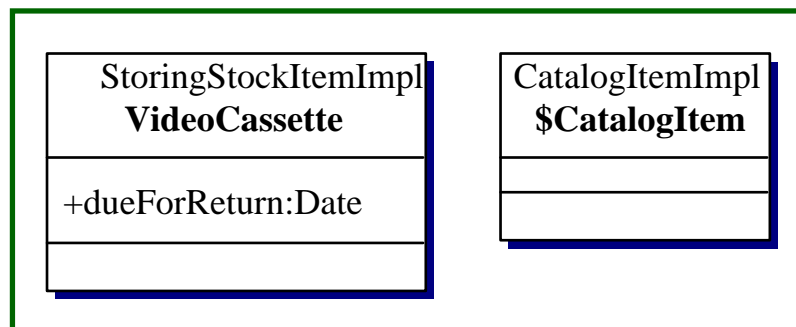 StoringStockItemImpl
VideoCassette
+dueForReturn:Date
CatalogItemImpl
$CatalogItem